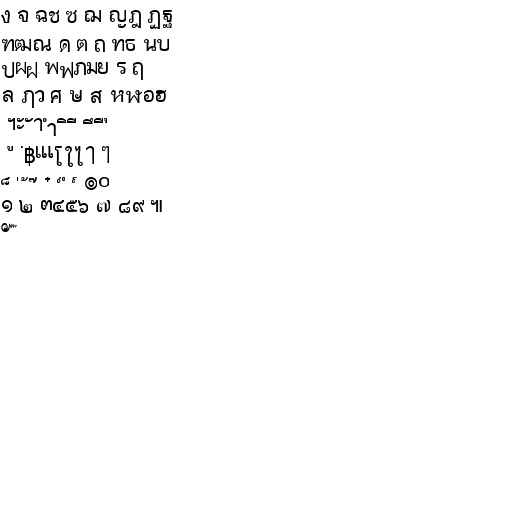 ง จ ฉช ซ ฌ ญฎ ฏฐ
ฑฒณ ด ต ถ ทธ นบ
ปผฝ พฟภมย ร ฤ
ล ฦว ศ ษ ส หฬอฮ
ฯะ ั า ำ ิ ี ึ ื ุ
ู ฺ ฿เแโใไๅ ๆ
๏๐
๑ ๒ ๓๔๕๖ ๗ ๘๙ ๚